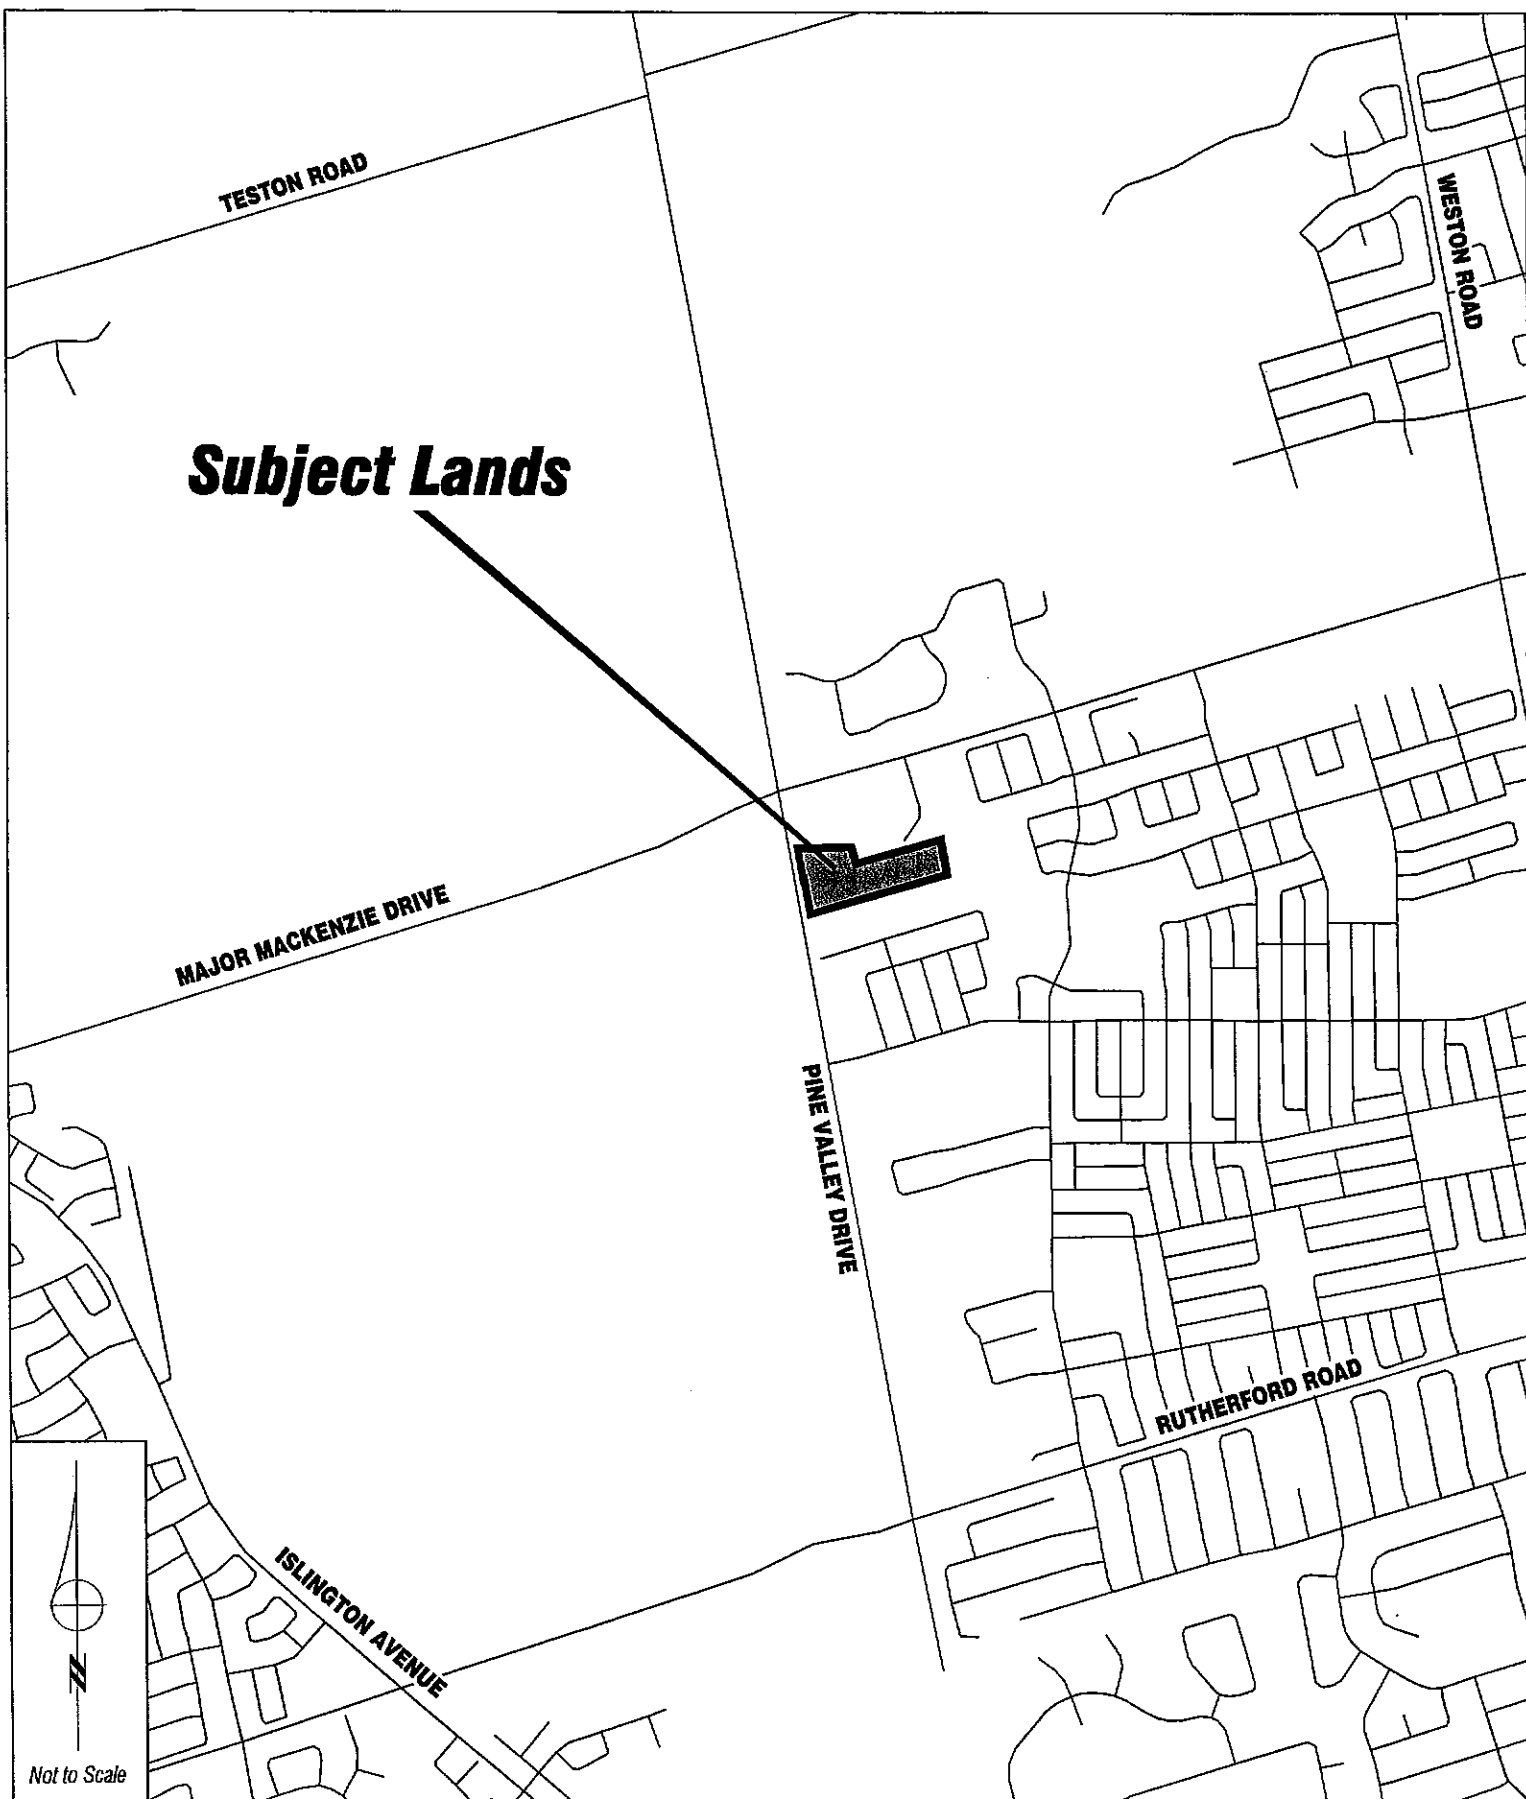 TESTON ROAD
WESTON ROAD
Subject Lands
MAJOR MACKENZIE DRIVE
PINE VALLEY DRIVE
RUTHERFORD ROAD
ISLINGTON AVENUE
N
Not to Scale